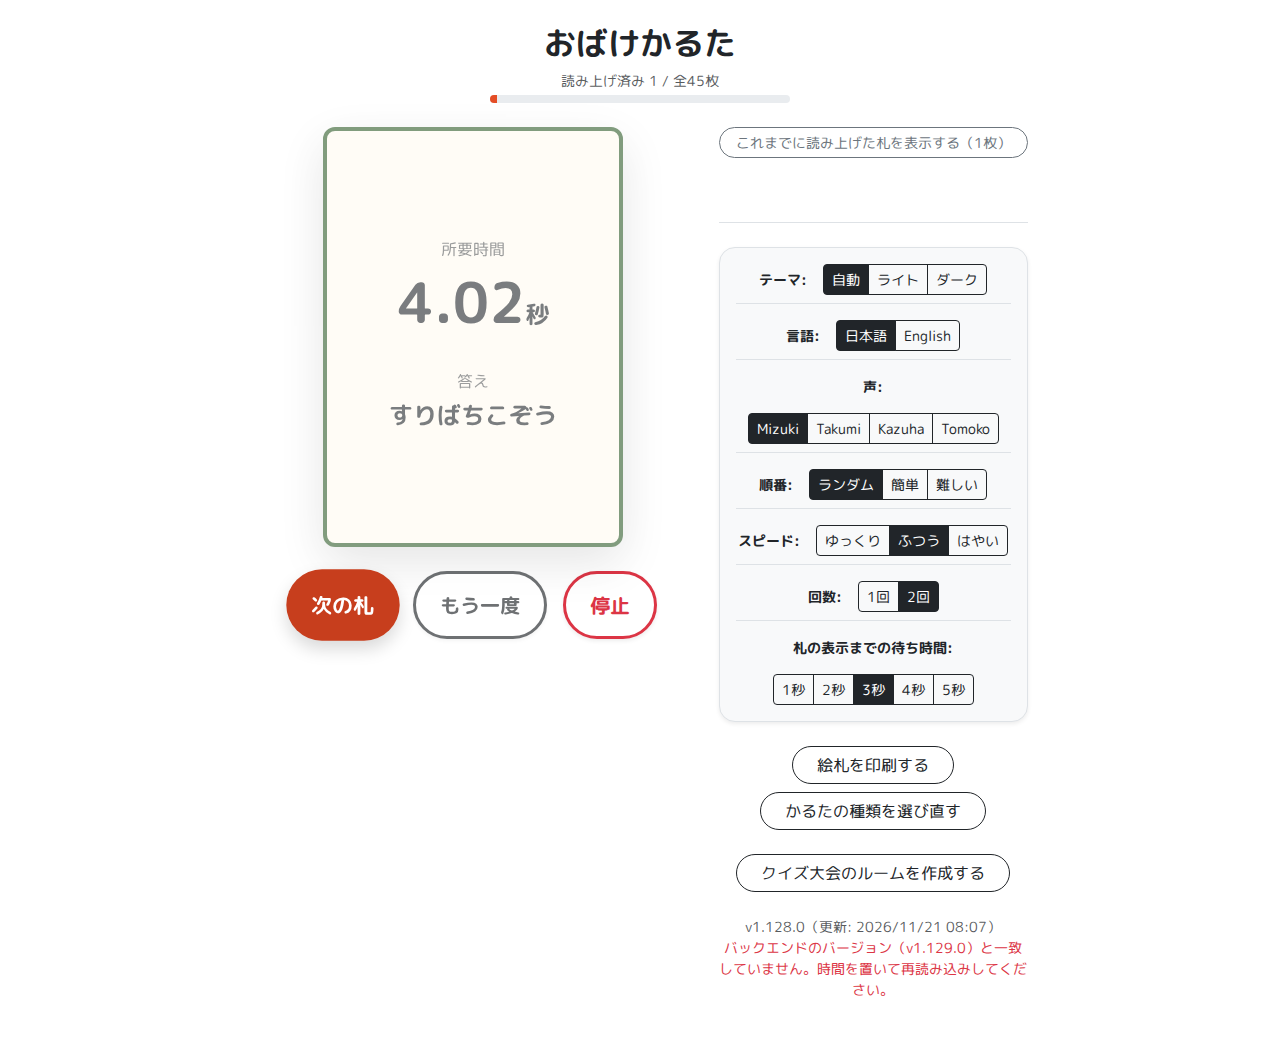 おばけかるた
読み上げ済み 1 / 全45枚
所要時間
4.02秒
答え
すりばちこぞう
次の札
もう一度
停止
これまでに読み上げた札を表示する（1枚）
テーマ: 自動 ライト ダーク
言語: 日本語 English
声:
Mizuki Takumi Kazuha Tomoko
順番: ランダム 簡単 難しい
スピード: ゆっくり ふつう はやい
回数: 1回 2回
札の表示までの待ち時間:
1秒 2秒 3秒 4秒 5秒
絵札を印刷する
かるたの種類を選び直す
クイズ大会のルームを作成する
v1.128.0（更新: 2026/11/21 08:07）
バックエンドのバージョン（v1.129.0）と一致
していません。時間を置いて再読み込みしてくだ
さい。